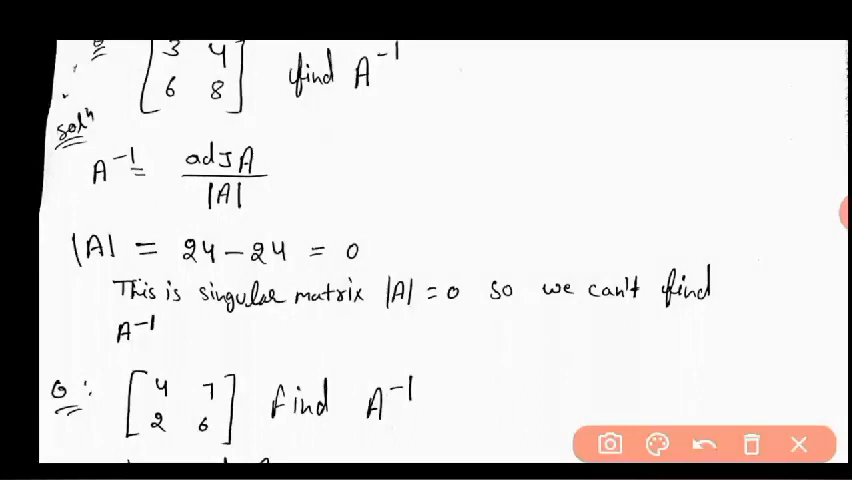 Q
[3 4
6 8] find A⁻¹
Solⁿ
A⁻¹ = adj A / |A|
|A| = 24 - 24 = 0
This is singular matrix |A| = 0 so we can't find
A⁻¹
Q: [4 7
2 6] find A⁻¹